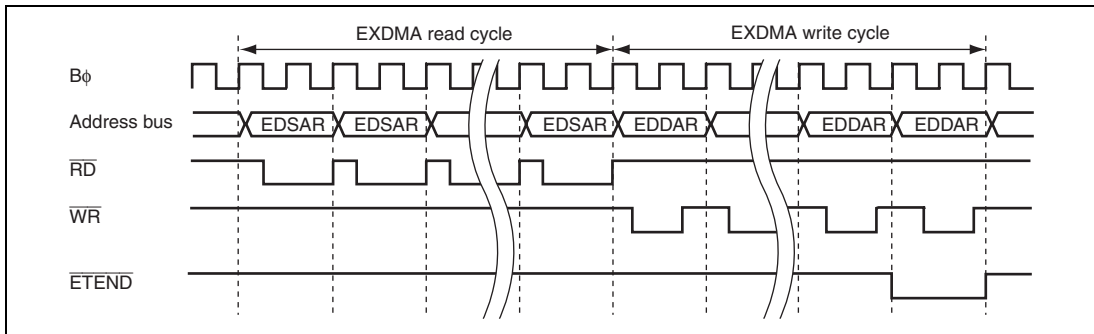 EXDMA read cycle EXDMA write cycle
Bϕ
Address bus EDSAR EDSAR EDSAR EDDAR EDDAR EDDAR
RD
WR
ETEND